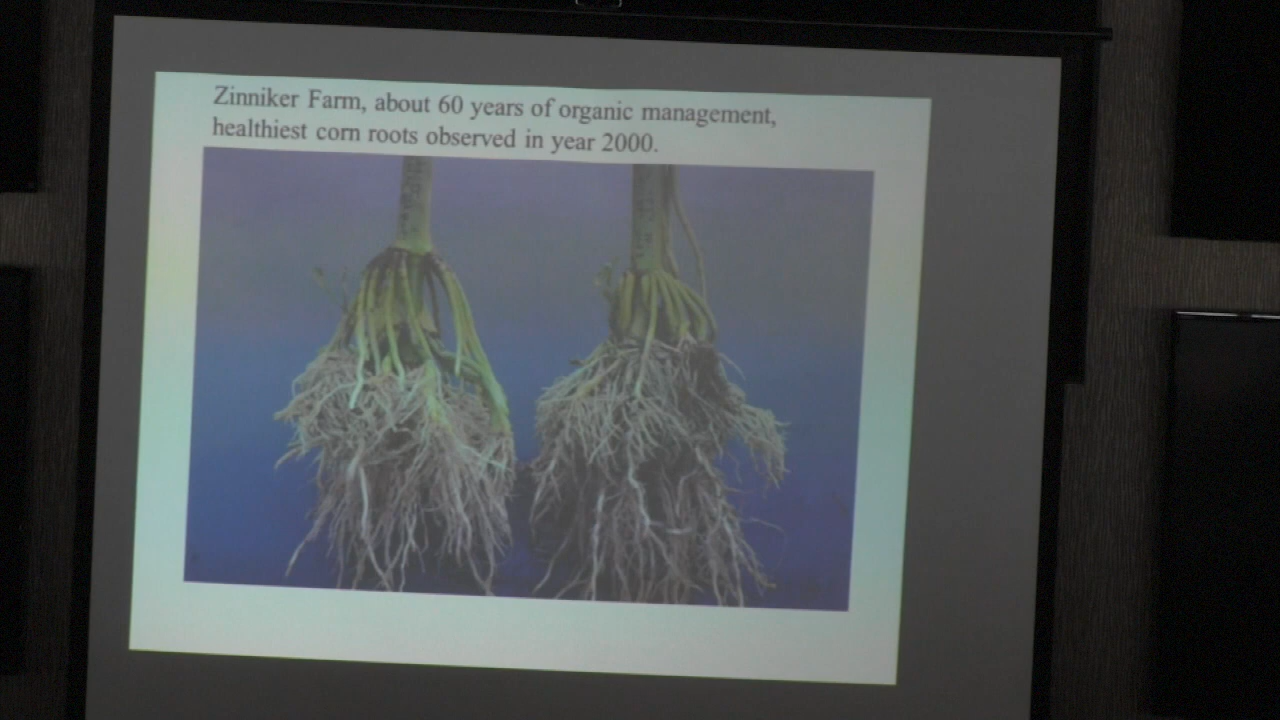 Zinniker Farm, about 60 years of organic management,
healthiest corn roots observed in year 2000.